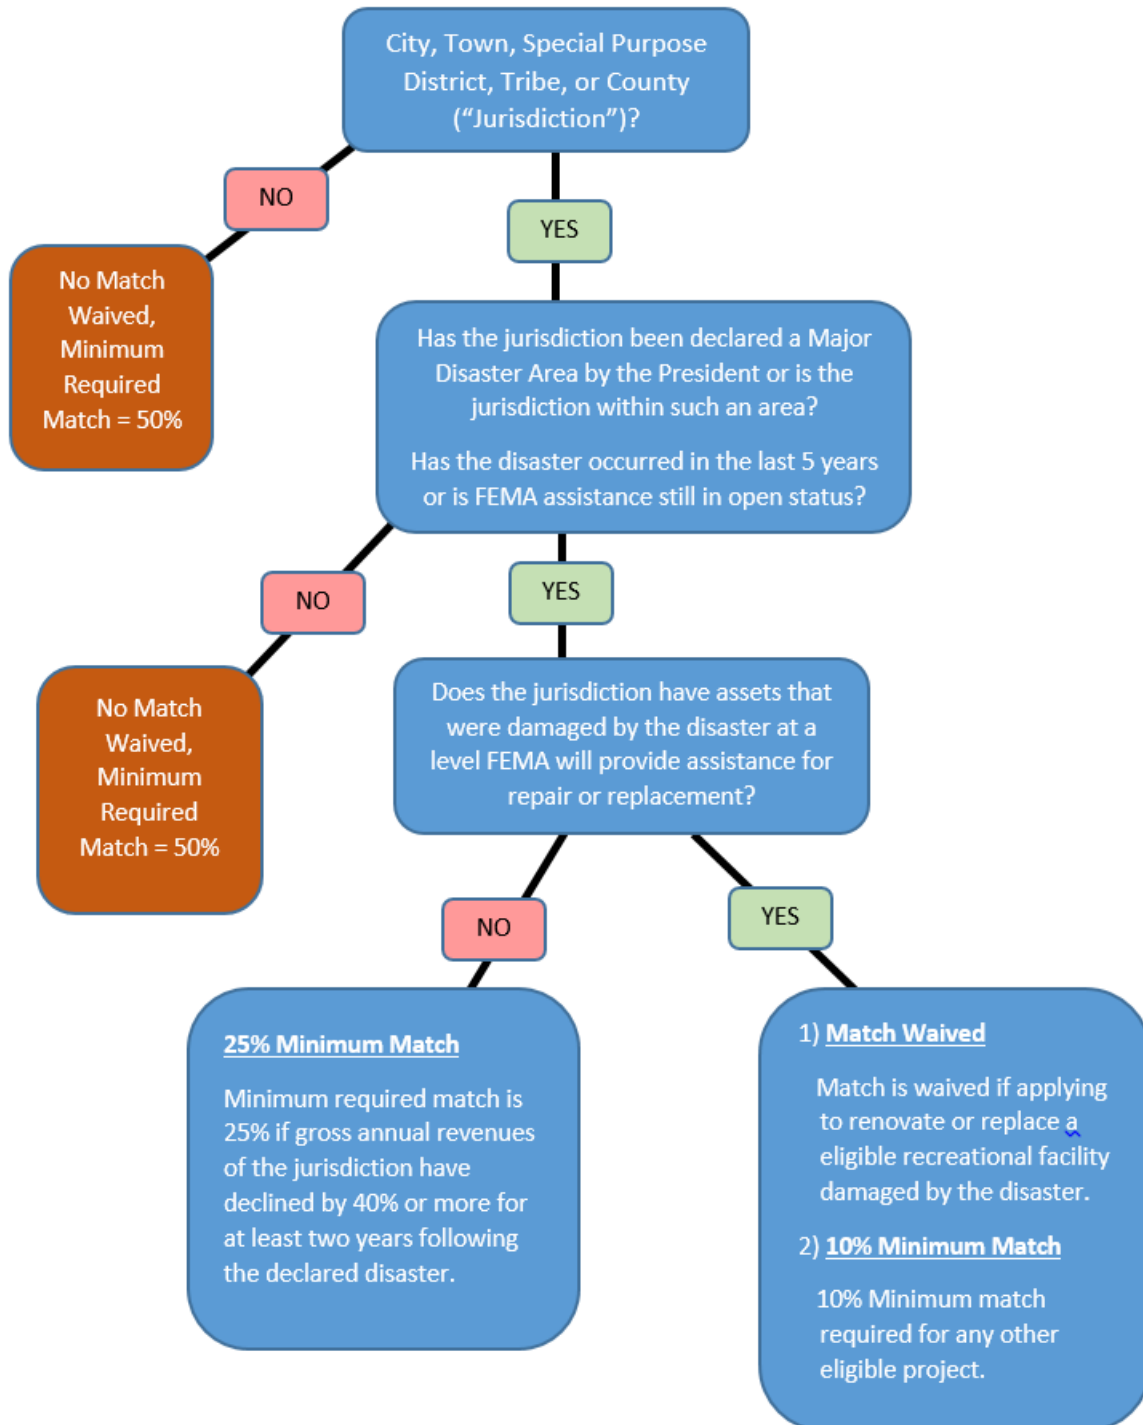 City, Town, Special Purpose
District, Tribe, or County
(“Jurisdiction”)?
NO
YES
No Match
Waived,
Minimum
Required
Match = 50%
Has the jurisdiction been declared a Major
Disaster Area by the President or is the
jurisdiction within such an area?
Has the disaster occurred in the last 5 years
or is FEMA assistance still in open status?
NO
YES
No Match
Waived,
Minimum
Required
Match = 50%
Does the jurisdiction have assets that
were damaged by the disaster at a
level FEMA will provide assistance for
repair or replacement?
NO
YES
25% Minimum Match
Minimum required match is
25% if gross annual revenues
of the jurisdiction have
declined by 40% or more for
at least two years following
the declared disaster.
1) Match Waived
Match is waived if applying
to renovate or replace a
eligible recreational facility
damaged by the disaster.
2) 10% Minimum Match
10% Minimum match
required for any other
eligible project.